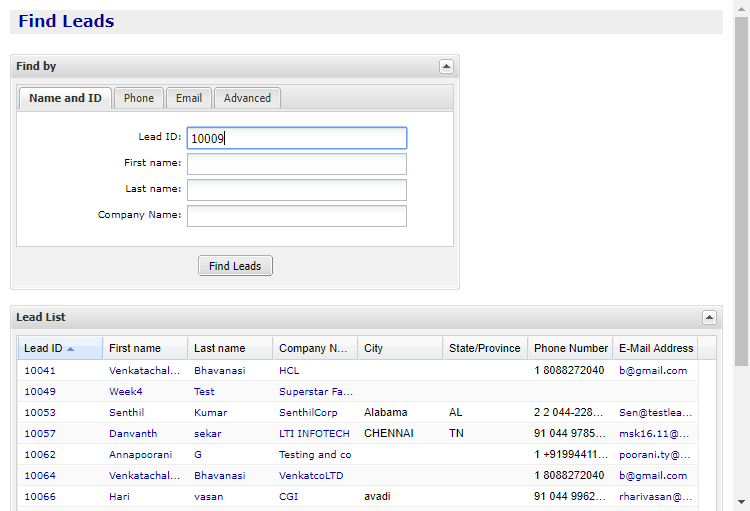 Find Leads
Find by
Name and ID Phone Email Advanced
Lead ID: 10009
First name:
Last name:
Company Name:
Find Leads
Lead List
Lead ID First name Last name Company N... City State/Province Phone Number E-Mail Address
10041 Venkatachal... Bhavanasi HCL 1 8088272040 b@gmail.com
10049 Week4 Test Superstar Fa...
10053 Senthil Kumar SenthilCorp Alabama AL 2 2 044-228... Sen@testlea...
10057 Danvanth sekar LTI INFOTECH CHENNAI TN 91 044 9785... msk16.11@...
10062 Annapoorani G Testing and co 1 +91994411... poorani.ty@...
10064 Venkatachal... Bhavanasi VenkatcoLTD 1 8088272040 b@gmail.com
10066 Hari vasan CGI avadi 91 044 9962... rharivasan@...